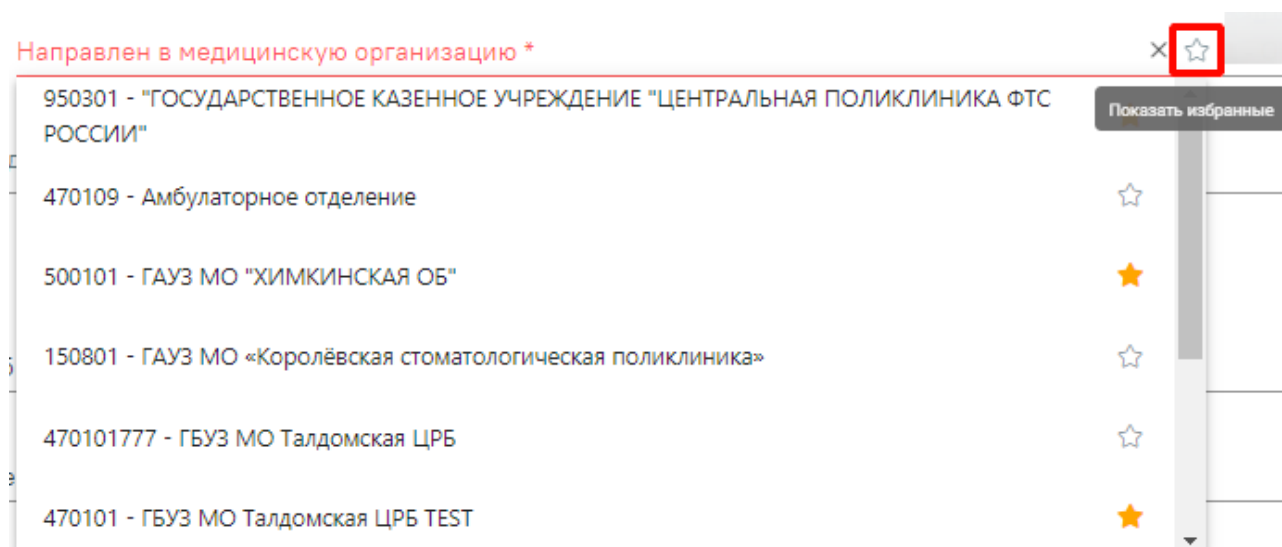 Направлен в медицинскую организацию *
950301 - "ГОСУДАРСТВЕННОЕ КАЗЕННОЕ УЧРЕЖДЕНИЕ "ЦЕНТРАЛЬНАЯ ПОЛИКЛИНИКА ФТС
РОССИИ"
Показать избранные
470109 - Амбулаторное отделение
500101 - ГАУЗ МО "ХИМКИНСКАЯ ОБ"
150801 - ГАУЗ МО «Королёвская стоматологическая поликлиника»
470101777 - ГБУЗ МО Талдомская ЦРБ
470101 - ГБУЗ МО Талдомская ЦРБ TEST